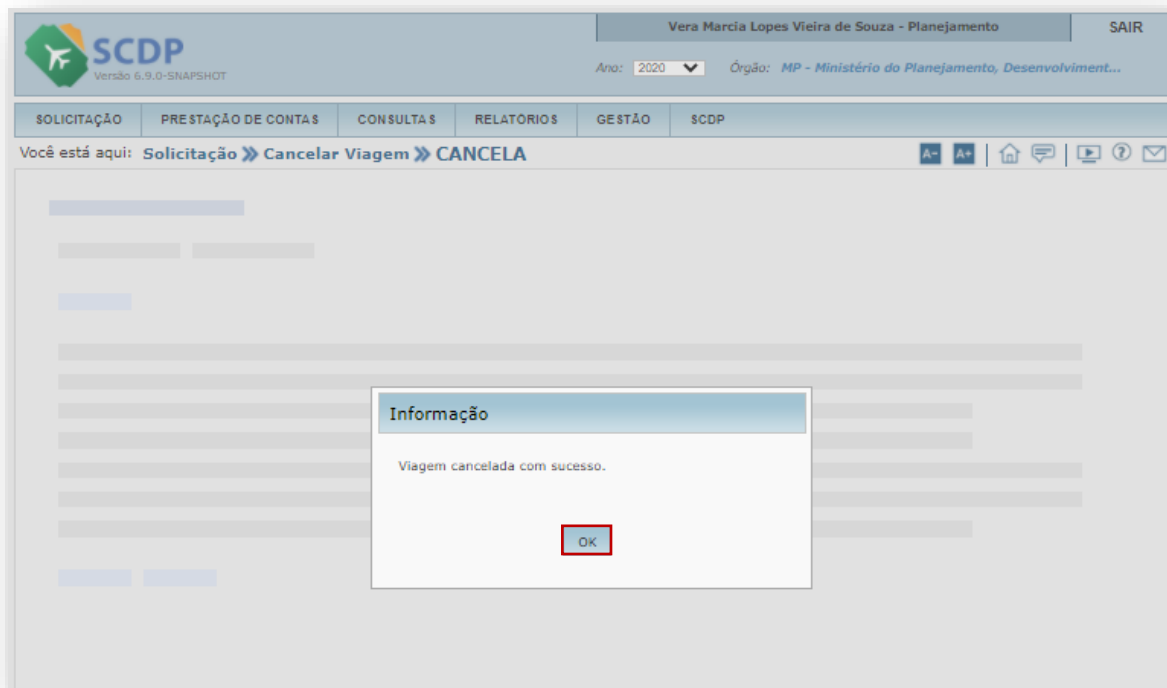 Vera Marcia Lopes Vieira de Souza - Planejamento
SAIR
SCDP
Versão 6.9.0-SNAPSHOT
Ano: 2020 Órgão: MP - Ministério do Planejamento, Desenvolviment...
SOLICITAÇÃO PRESTAÇÃO DE CONTAS CONSULTAS RELATÓRIOS GESTÃO SCDP
Você está aqui: Solicitação Cancelar Viagem CANCELA
A- A+ ?
Informação
Viagem cancelada com sucesso.
OK